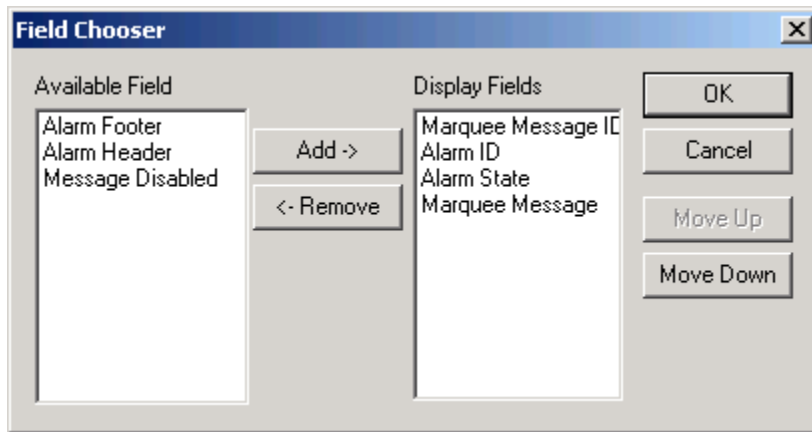 Field Chooser
Available Field
Alarm Footer
Alarm Header
Message Disabled
Add ->
<- Remove
Display Fields
Marquee Message ID
Alarm ID
Alarm State
Marquee Message
OK
Cancel
Move Up
Move Down